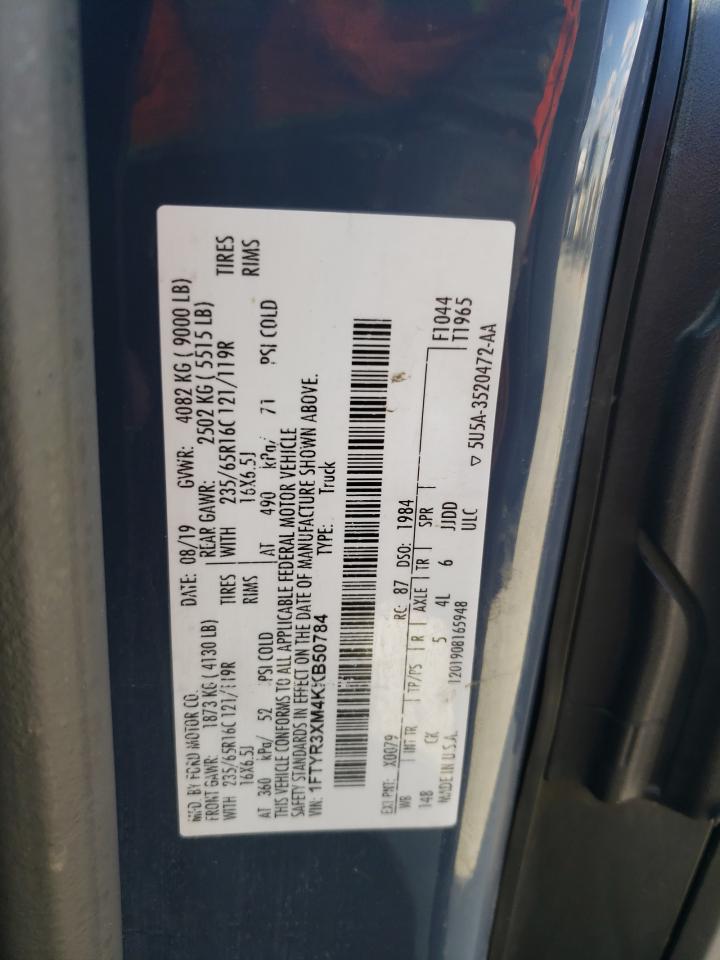 MFD. BY FORD MOTOR CO. DATE: 08/19 GVWR: 4082 KG ( 9000 LB)
FRONT GAWR: 1873 KG ( 4130 LB) REAR GAWR: 2502 KG ( 5515 LB)
WITH 235/65R16C 121/119R TIRES WITH 235/65R16C 121/119R TIRES
16X6.5J RIMS 16X6.5J RIMS
AT 360 kPa/ 52 PSI COLD AT 490 kPa/ 71 PSI COLD
THIS VEHICLE CONFORMS TO ALL APPLICABLE FEDERAL MOTOR VEHICLE
SAFETY STANDARDS IN EFFECT ON THE DATE OF MANUFACTURE SHOWN ABOVE.
VIN: 1FTYR3XM4KKB50784 TYPE: Truck
EXT PNT: X0079 RC: 87 DSO: 1984 F1044
WB INT TR TP/PS R AXLE TR SPR T1965
148 CK 5 4L 6 JJDD
MADE IN U.S.A. ULC
1201908165948 ▽ 5U5A-3520472-AA